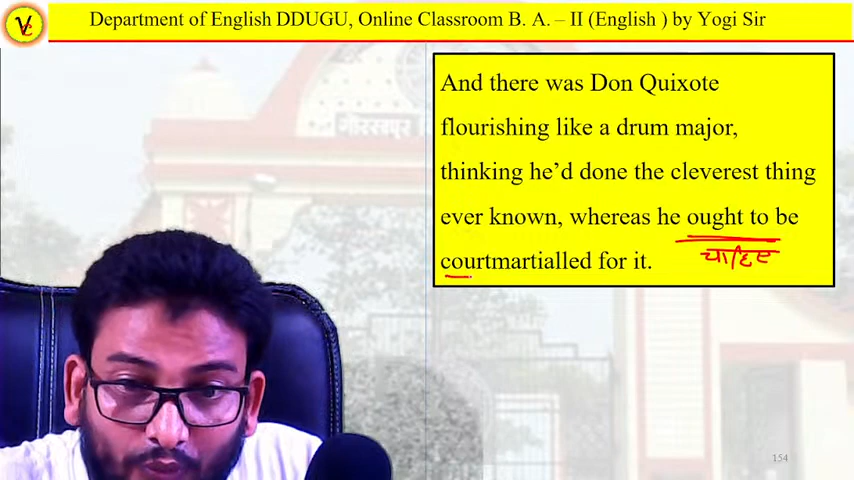 Department of English DDUGU, Online Classroom B. A. – II (English ) by Yogi Sir
And there was Don Quixote
flourishing like a drum major,
thinking he’d done the cleverest thing
ever known, whereas he ought to be
courtmartialled for it.
चाहिए
गोरखपुर
154